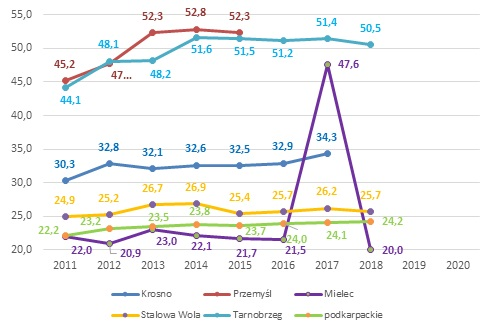 55,0
50,0
45,0
40,0
35,0
30,0
25,0
20,0
52,3 52,8 52,3
51,4 50,5
48,1 51,6 51,5 51,2
45,2 47... 48,2
44,1
47,6
30,3 32,8 32,1 32,6 32,5 32,9 34,3
24,9 25,2 26,7 26,9 25,4 25,7 26,2 25,7
22,2 23,2 23,5 23,8 23,7 24,0 24,1 24,2
22,0 20,9 23,0 22,1 21,7 21,5 20,0
2011 2012 2013 2014 2015 2016 2017 2018 2019 2020
Krosno Przemyśl Mielec
Stalowa Wola Tarnobrzeg podkarpackie